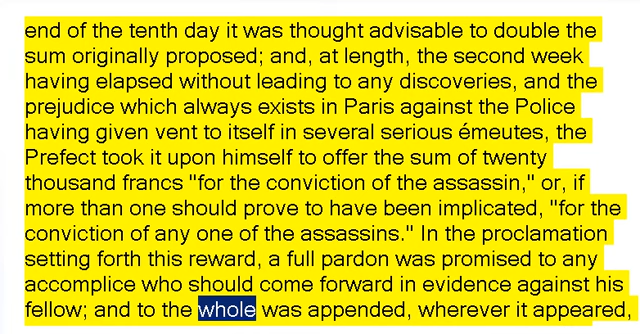 end of the tenth day it was thought advisable to double the
sum originally proposed; and, at length, the second week
having elapsed without leading to any discoveries, and the
prejudice which always exists in Paris against the Police
having given vent to itself in several serious émeutes, the
Prefect took it upon himself to offer the sum of twenty
thousand francs "for the conviction of the assassin," or, if
more than one should prove to have been implicated, "for the
conviction of any one of the assassins." In the proclamation
setting forth this reward, a full pardon was promised to any
accomplice who should come forward in evidence against his
fellow; and to the whole was appended, wherever it appeared,